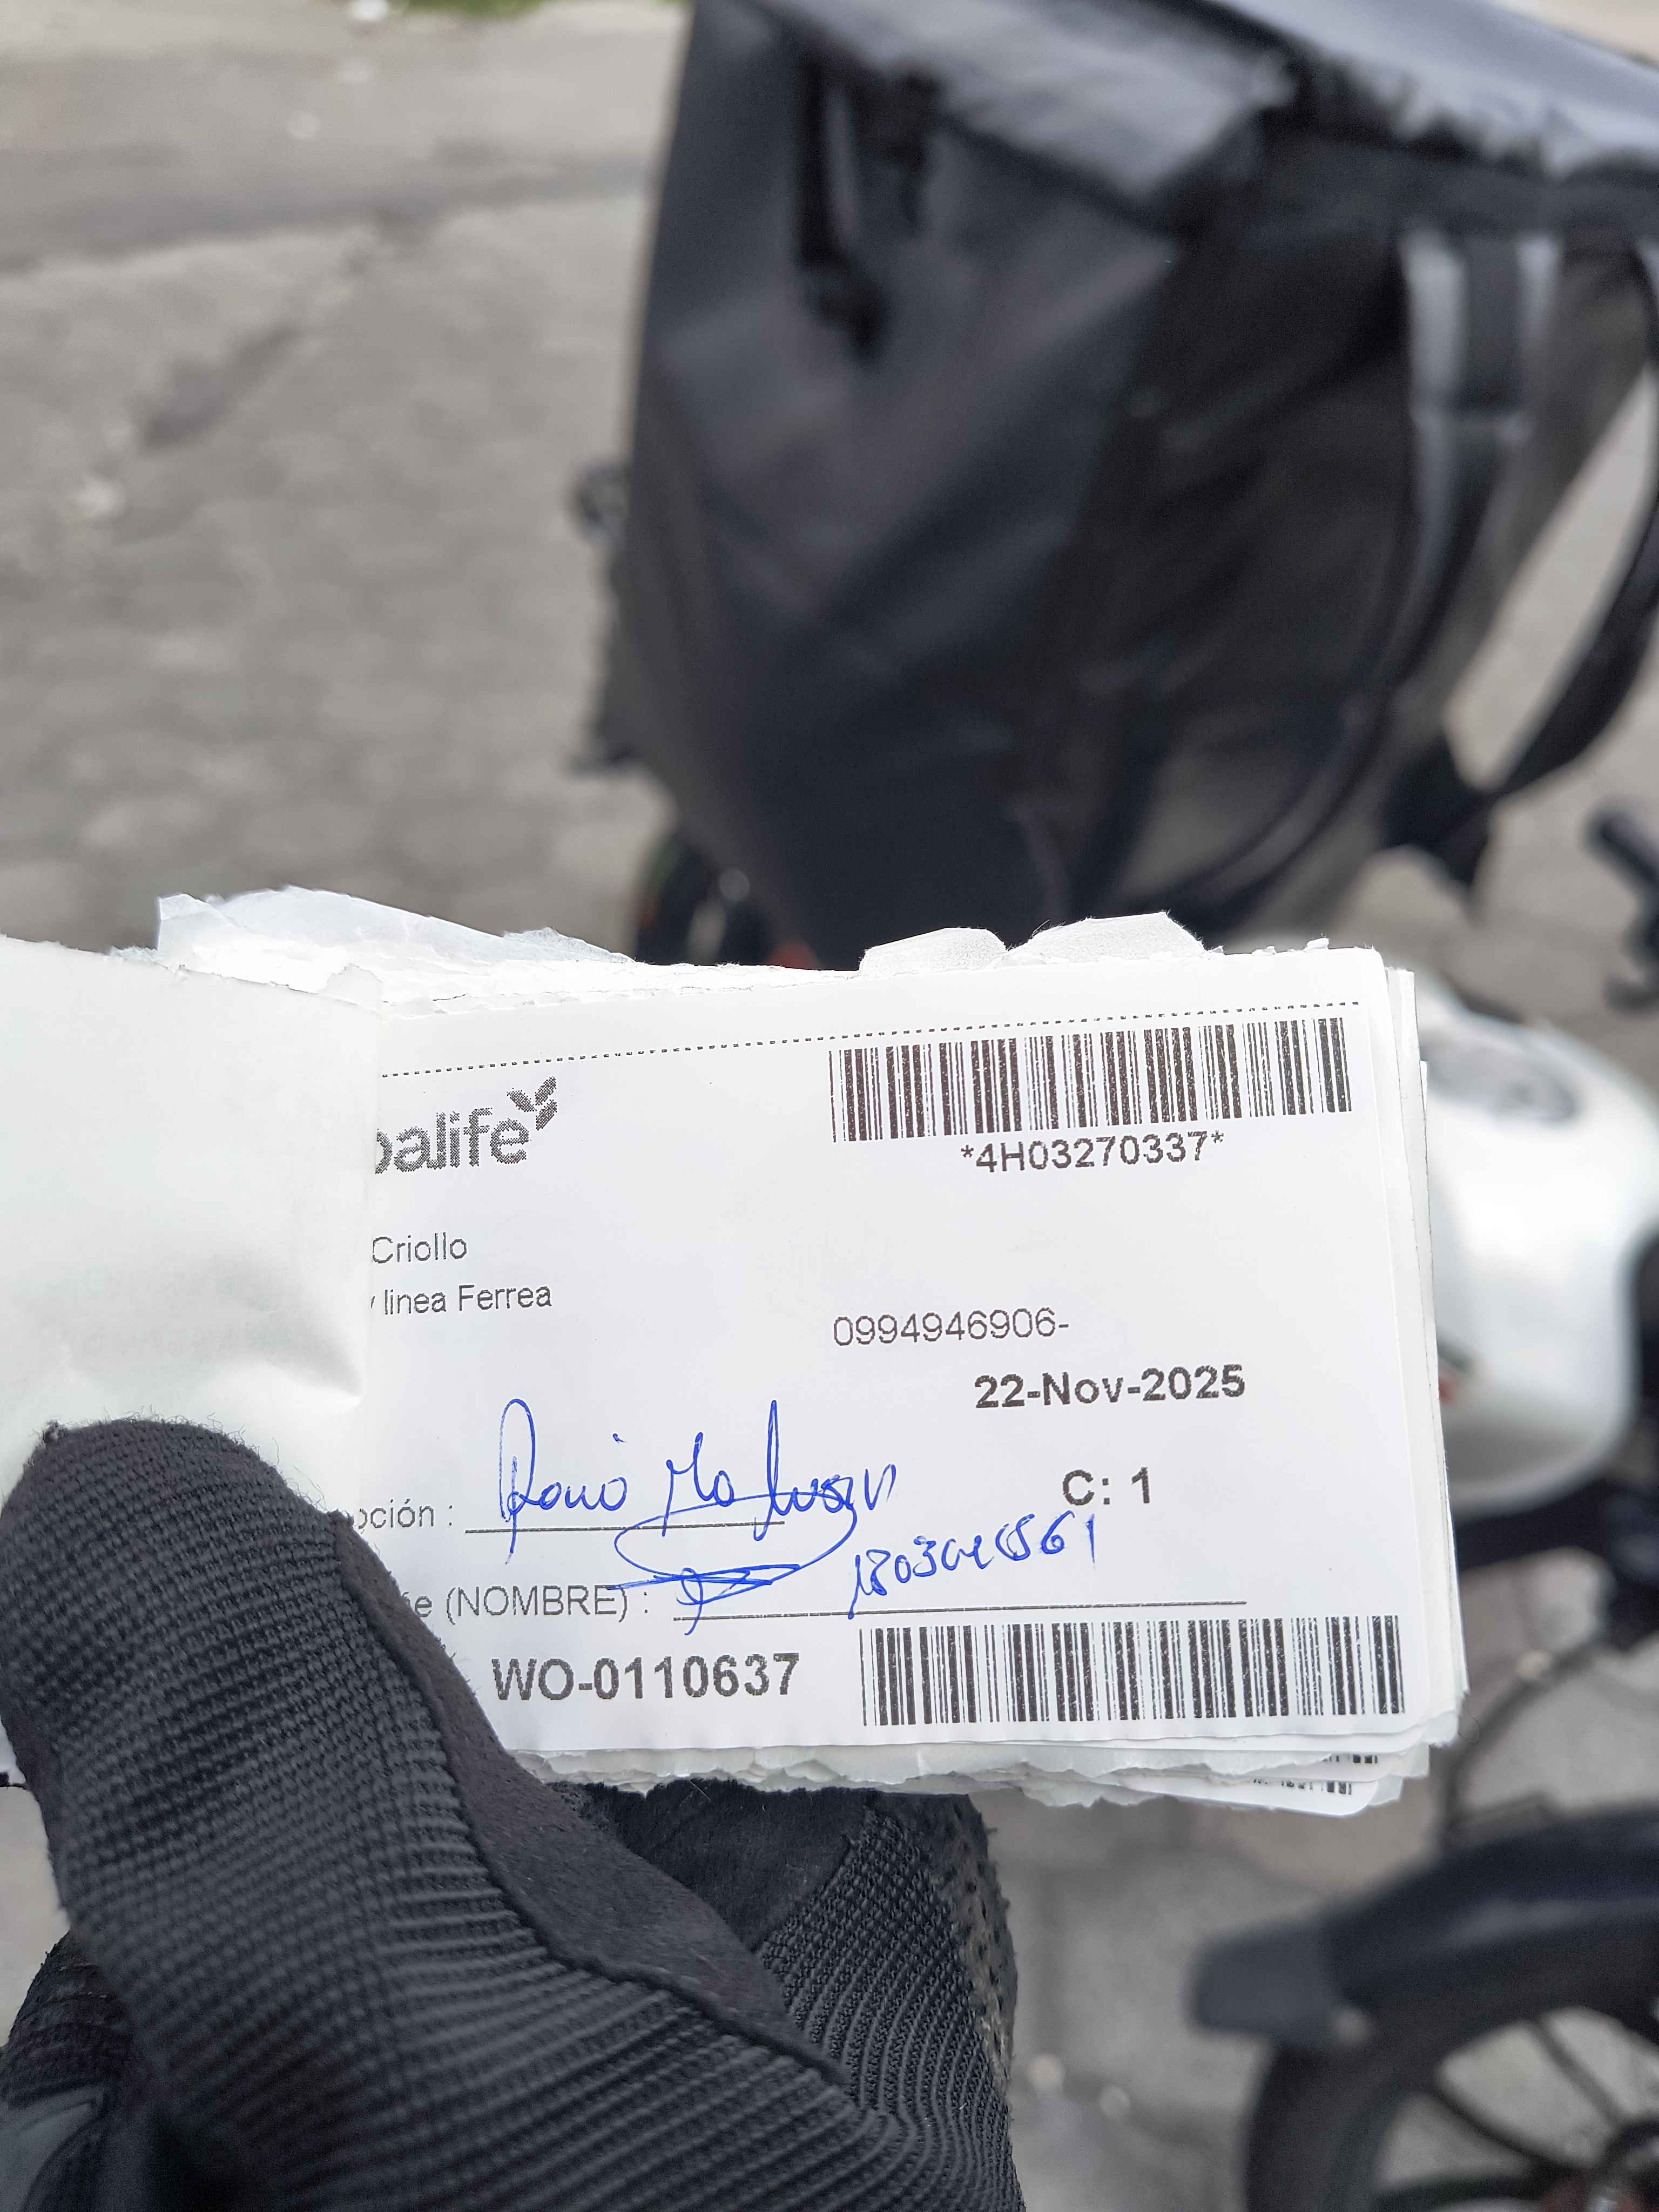 balife
*4H03270337*
Criollo
y linea Ferrea
0994946906-
22-Nov-2025
C: 1
pción :
(NOMBRE) :
WO-0110637